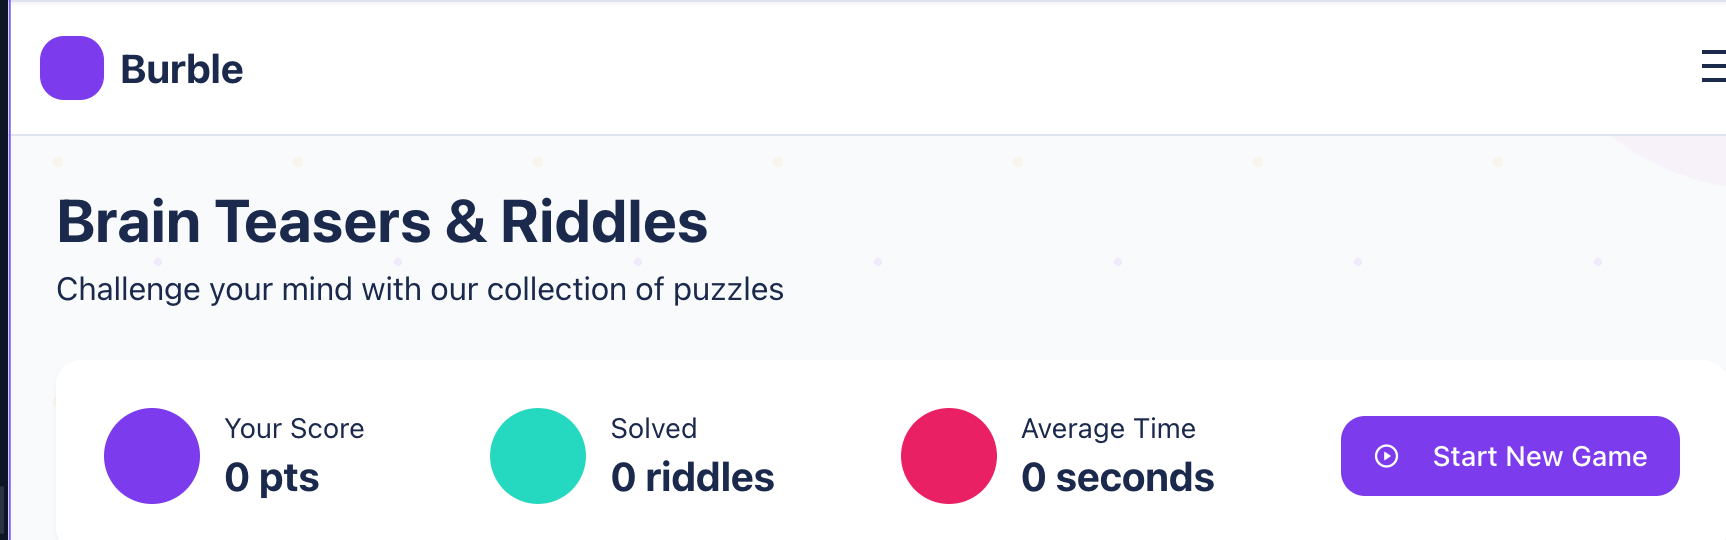 Burble
Brain Teasers & Riddles
Challenge your mind with our collection of puzzles
Your Score
0 pts
Solved
0 riddles
Average Time
0 seconds
Start New Game